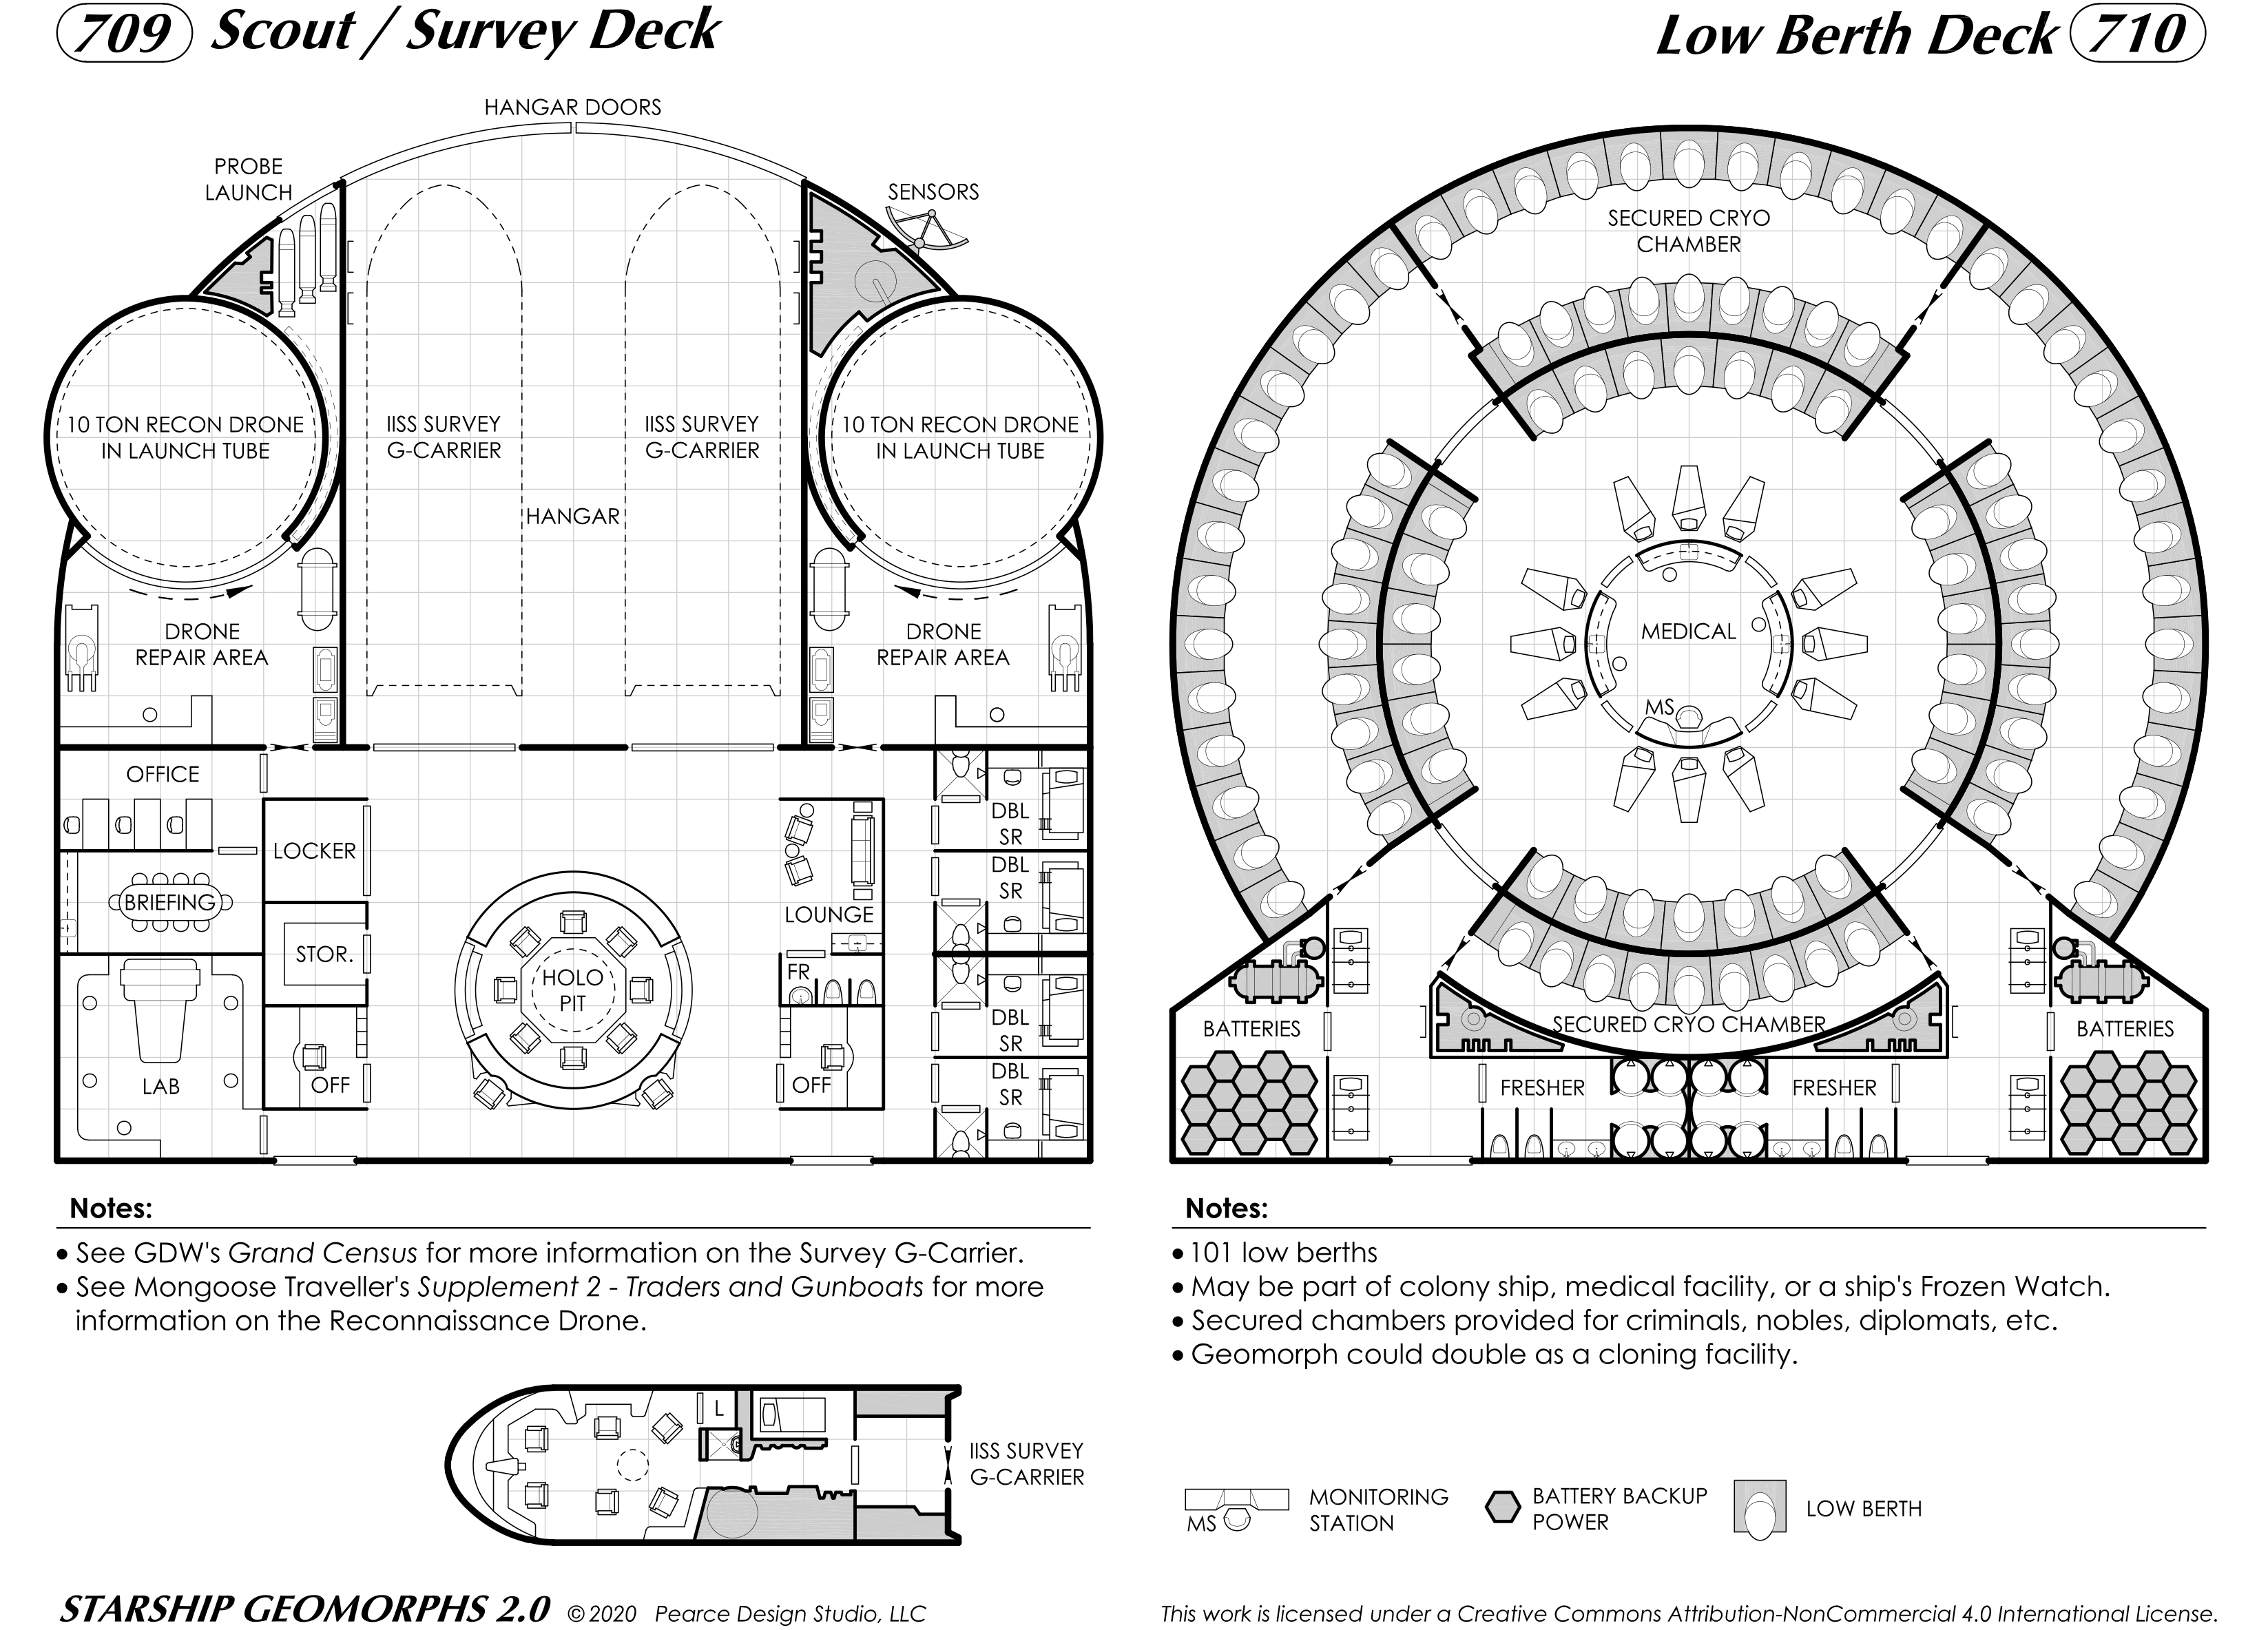 709 Scout / Survey Deck
HANGAR DOORS
PROBE
LAUNCH
SENSORS
10 TON RECON DRONE
IN LAUNCH TUBE
IISS SURVEY
G-CARRIER
IISS SURVEY
G-CARRIER
10 TON RECON DRONE
IN LAUNCH TUBE
HANGAR
DRONE
REPAIR AREA
DRONE
REPAIR AREA
OFFICE
LOCKER
BRIEFING
STOR.
LAB
OFF
HOLO
PIT
LOUNGE
FR
OFF
DBL
SR
DBL
SR
DBL
SR
DBL
SR
Notes:
• See GDW's Grand Census for more information on the Survey G-Carrier.
• See Mongoose Traveller's Supplement 2 - Traders and Gunboats for more
information on the Reconnaissance Drone.
L
IISS SURVEY
G-CARRIER
Low Berth Deck 710
SECURED CRYO
CHAMBER
MEDICAL
MS
SECURED CRYO CHAMBER
BATTERIES
BATTERIES
FRESHER
FRESHER
Notes:
• 101 low berths
• May be part of colony ship, medical facility, or a ship's Frozen Watch.
• Secured chambers provided for criminals, nobles, diplomats, etc.
• Geomorph could double as a cloning facility.
MS
MONITORING
STATION
BATTERY BACKUP
POWER
LOW BERTH
STARSHIP GEOMORPHS 2.0 © 2020 Pearce Design Studio, LLC
This work is licensed under a Creative Commons Attribution-NonCommercial 4.0 International License.